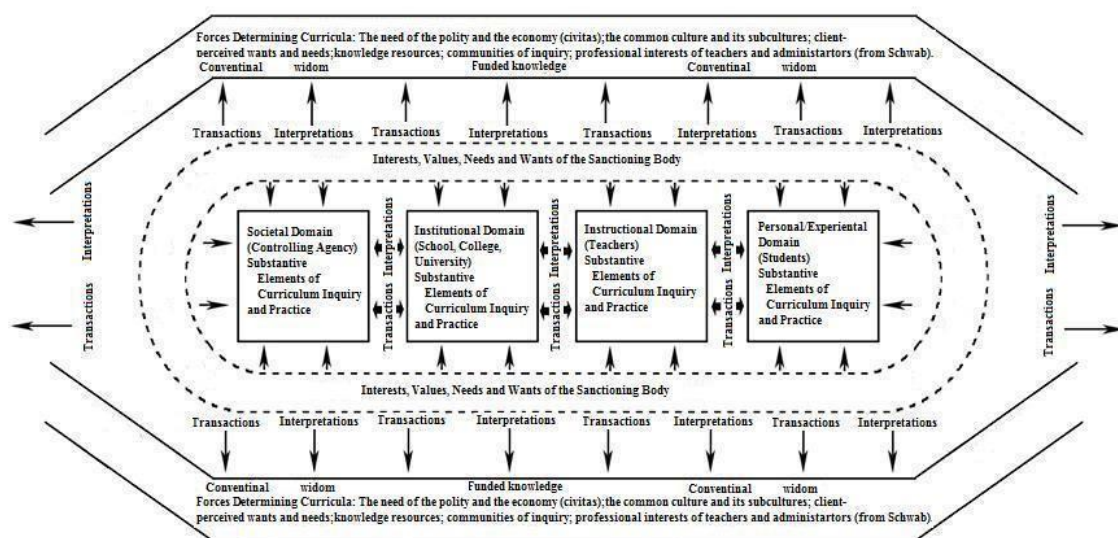 Forces Determining Curricula: The need of the polity and the economy (civitas);the common culture and its subcultures; client-
perceived wants and needs;knowledge resources; communities of inquiry; professional interests of teachers and administartors (from Schwab).
Conventinal widom Funded knowledge Conventinal widom
Transactions Interpretations Transactions Interpretations Transactions Interpretations Transactions Interpretations
Interests, Values, Needs and Wants of the Sanctioning Body
Interpretations
Transactions
Societal Domain
(Controlling Agency)
Substantive
Elements of
Curriculum Inquiry
and Practice
Interpretations
Transactions
Institutional Domain
(School, College,
University)
Substantive
Elements of
Curriculum Inquiry
and Practice
Interpretations
Transactions
Instructional Domain
(Teachers)
Substantive
Elements of
Curriculum Inquiry
and Practice
Interpretations
Transactions
Personal/Experiental
Domain
(Students)
Substantive
Elements of
Curriculum Inquiry
and Practice
Interpretations
Transactions
Interests, Values, Needs and Wants of the Sanctioning Body
Transactions Interpretations Transactions Interpretations Transactions Interpretations Transactions Interpretations
Conventinal widom Funded knowledge Conventinal widom
Forces Determining Curricula: The need of the polity and the economy (civitas);the common culture and its subcultures; client-
perceived wants and needs;knowledge resources; communities of inquiry; professional interests of teachers and administartors (from Schwab)